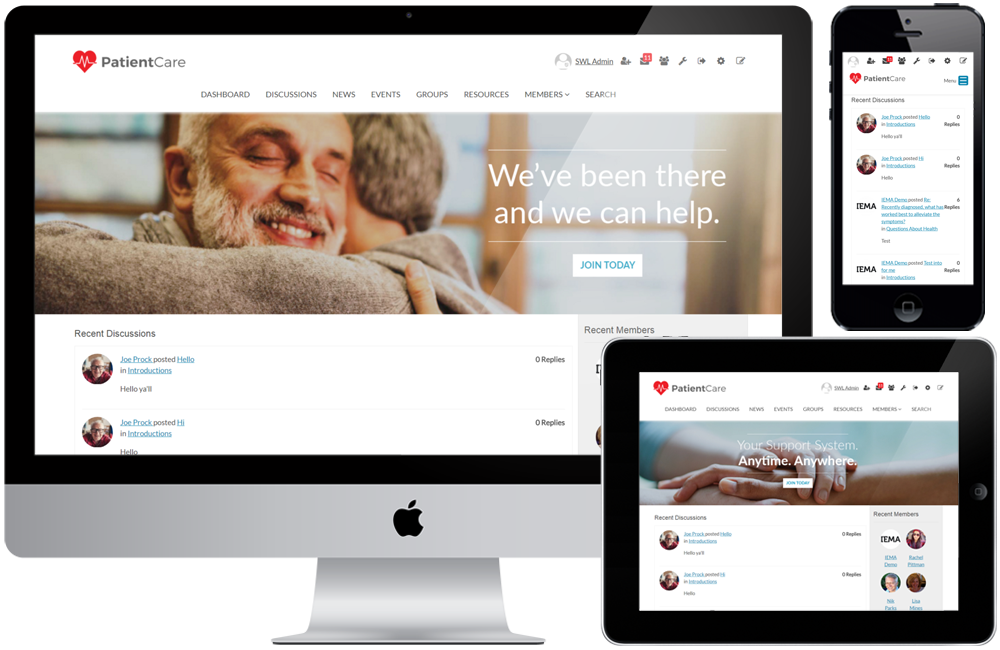 PatientCare
SWL Admin
31
DASHBOARD DISCUSSIONS NEWS EVENTS GROUPS RESOURCES MEMBERS SEARCH
We've been there
and we can help.
JOIN TODAY
Recent Discussions
Joe Prock posted Hello
0 Replies
in Introductions
Hello ya'll
Joe Prock posted Hi
0 Replies
in Introductions
Hello
Recent Members
PatientCare
Menu
Recent Discussions
Joe Prock posted Hello
in Introductions
0
Replies
Hello ya'll
Joe Prock posted Hi
in Introductions
0
Replies
Hello
IEMA
IEMA Demo posted Re:
Recently diagnosed, what has
worked best to alleviate the
symptoms?
in Questions About Health
6
Replies
Test
IEMA
IEMA Demo posted Test into
for me
in Introductions
0
Replies
PatientCare
SWL Admin
DASHBOARD DISCUSSIONS NEWS EVENTS GROUPS RESOURCES MEMBERS SEARCH
Your Support System.
Anytime. Anywhere.
JOIN TODAY
Recent Discussions
Joe Prock posted Hello
0 Replies
in Introductions
Hello ya'll
Joe Prock posted Hi
0 Replies
in Introductions
Hello
Recent Members
IEMA
IEMA
Demo
Rachel
Pittman
Nik
Parks
Lisa